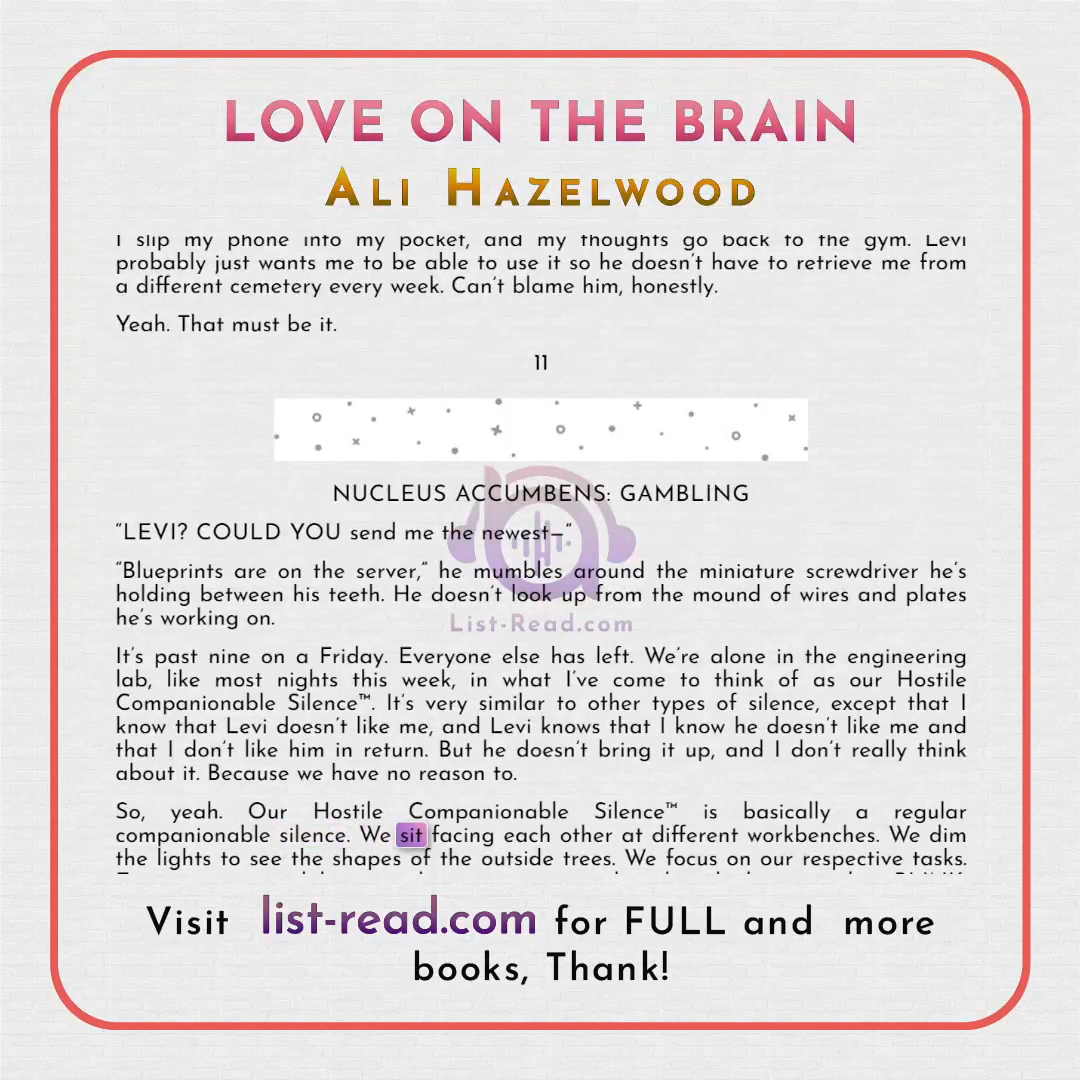 LOVE ON THE BRAIN
ALI HAZELWOOD
I slip my phone into my pocket, and my thoughts go back to the gym. Levi
probably just wants me to be able to use it so he doesn't have to retrieve me from
a different cemetery every week. Can't blame him, honestly.
Yeah. That must be it.
11
NUCLEUS ACCUMBENS: GAMBLING
“LEVI? COULD YOU send me the newest—”
“Blueprints are on the server,” he mumbles around the miniature screwdriver he's
holding between his teeth. He doesn't look up from the mound of wires and plates
he's working on.
List-Read.com
It's past nine on a Friday. Everyone else has left. We're alone in the engineering
lab, like most nights this week, in what I've come to think of as our Hostile
Companionable Silence™. It's very similar to other types of silence, except that I
know that Levi doesn't like me, and Levi knows that I know he doesn't like me and
that I don't like him in return. But he doesn't bring it up, and I don't really think
about it. Because we have no reason to.
So, yeah. Our Hostile Companionable Silence™ is basically a regular
companionable silence. We sit facing each other at different workbenches. We dim
the lights to see the shapes of the outside trees. We focus on our respective tasks.
Visit list-read.com for FULL and more
books, Thank!